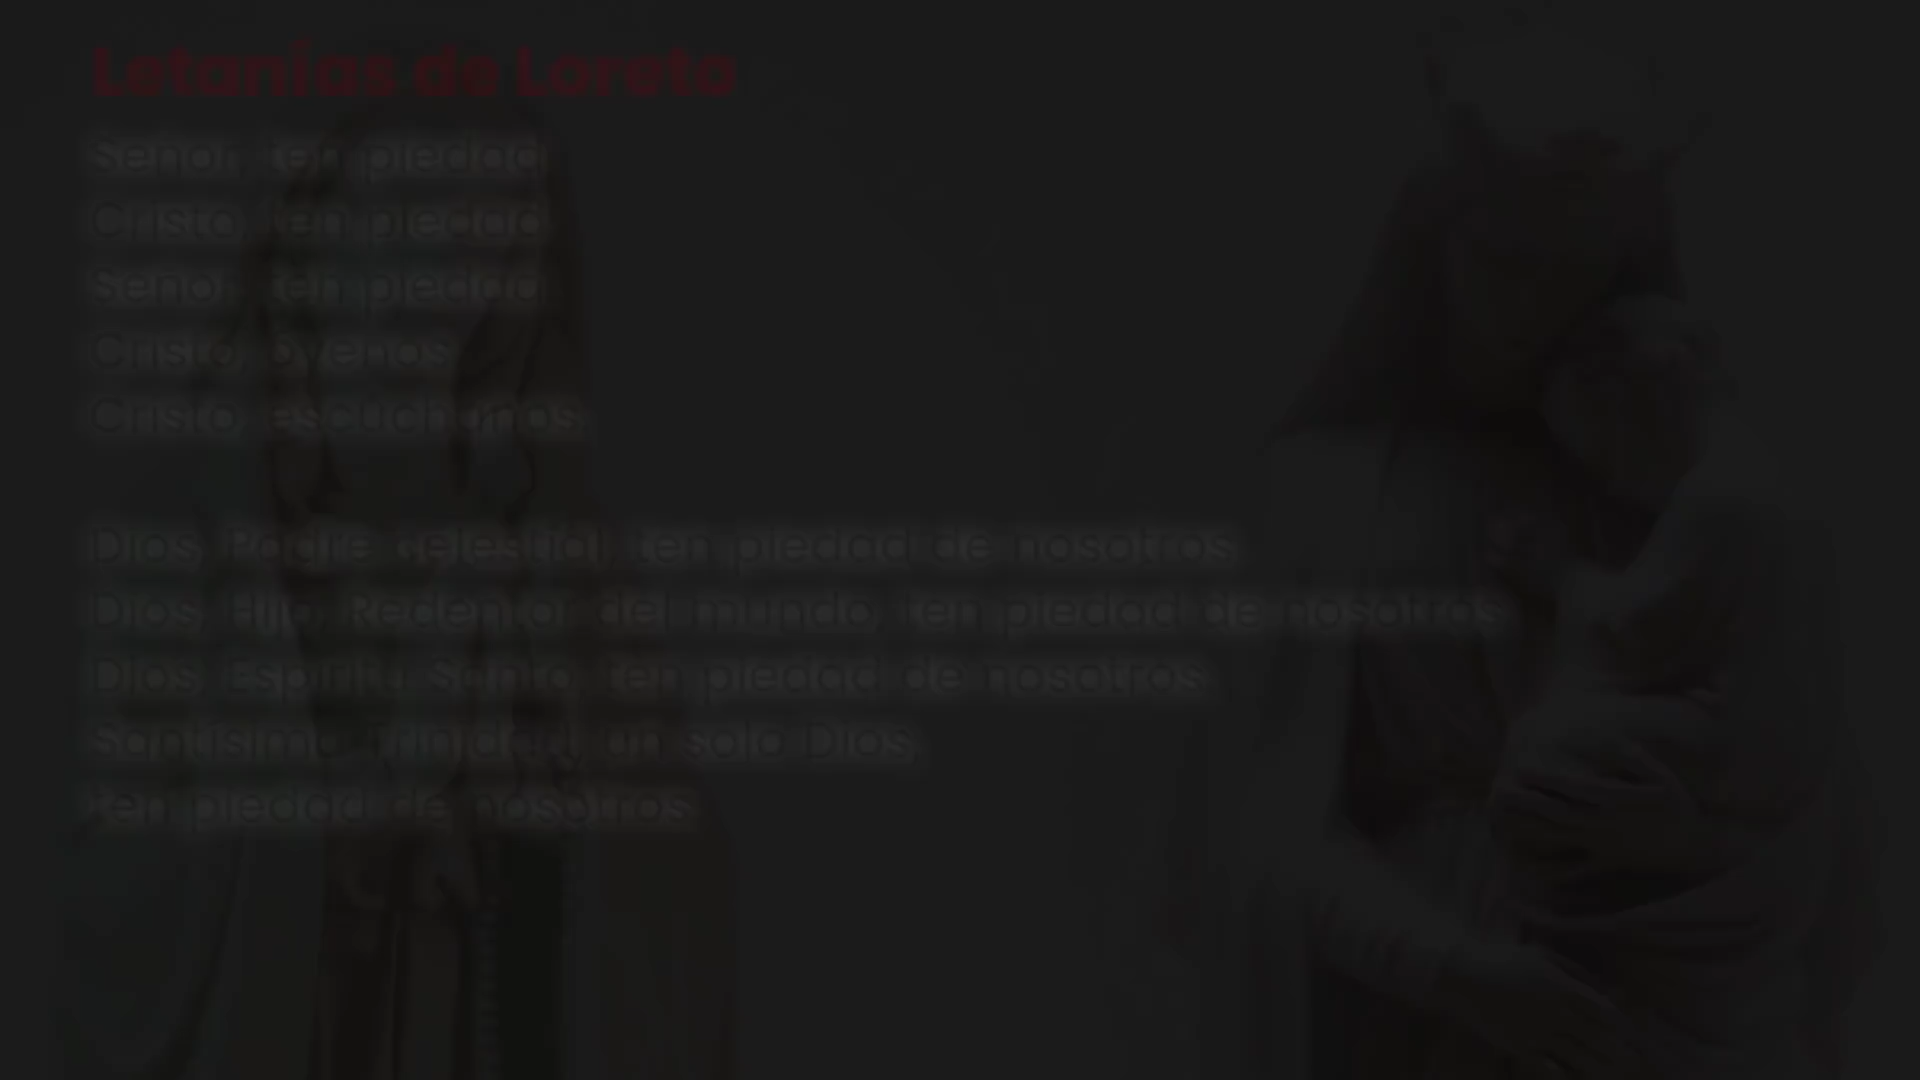 Letanías de Loreto
Señor, ten piedad
Cristo, ten piedad
Señor, ten piedad
Cristo, óyenos
Cristo, escúchanos
Dios, Padre celestial, ten piedad de nosotros
Dios, Hijo, Redentor del mundo, ten piedad de nosotros
Dios, Espíritu Santo, ten piedad de nosotros
Santísima Trinidad, un solo Dios,
ten piedad de nosotros